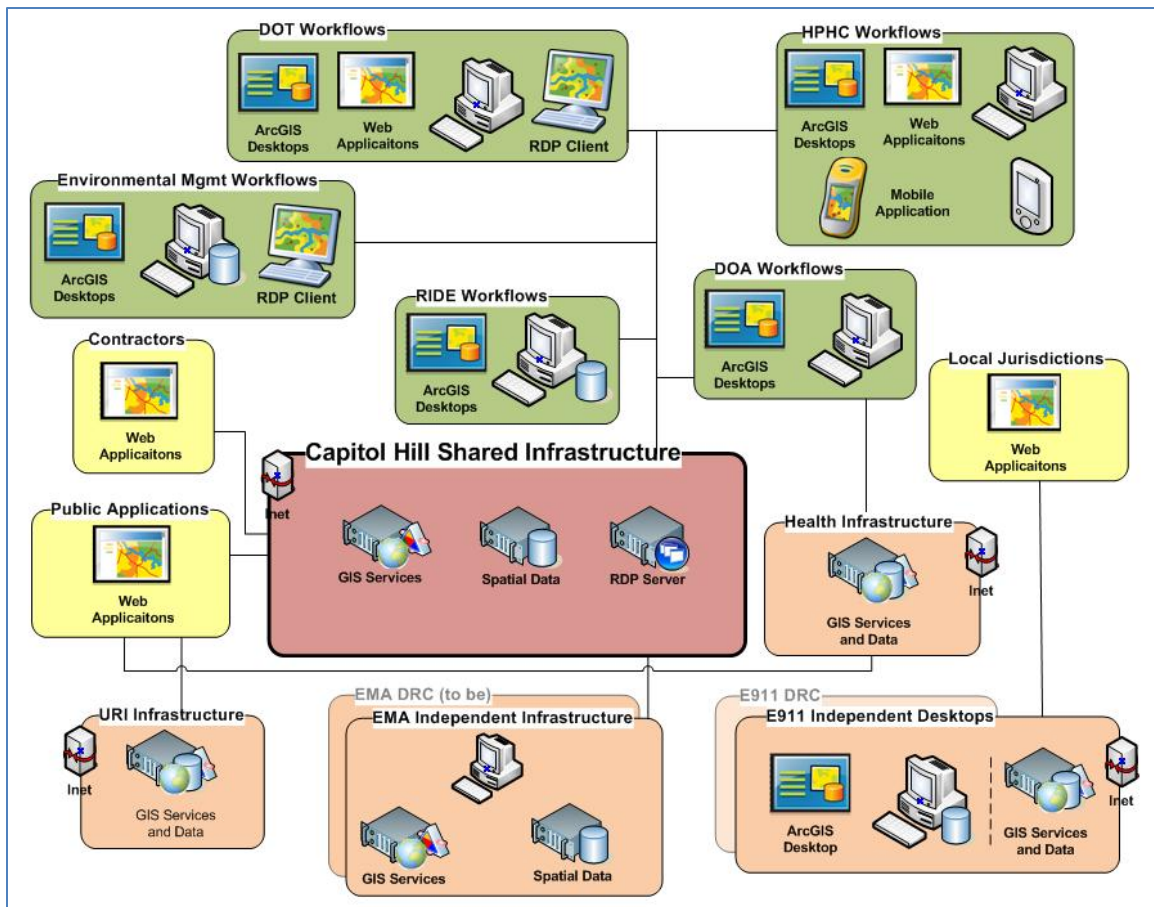 DOT Workflows
ArcGIS
Desktops
Web
Applicaitons
RDP Client
HPHC Workflows
ArcGIS
Desktops
Web
Applicaitons
Mobile
Application
Environmental Mgmt Workflows
ArcGIS
Desktops
RDP Client
RIDE Workflows
ArcGIS
Desktops
DOA Workflows
ArcGIS
Desktops
Contractors
Web
Applicaitons
Local Jurisdictions
Web
Applicaitons
Capitol Hill Shared Infrastructure
Inet
GIS Services
Spatial Data
RDP Server
Public Applications
Web
Applicaitons
Health Infrastructure
Inet
GIS Services
and Data
URI Infrastructure
Inet
GIS Services
and Data
EMA DRC (to be)
EMA Independent Infrastructure
GIS Services
Spatial Data
E911 DRC
E911 Independent Desktops
ArcGIS
Desktop
GIS Services
and Data
Inet